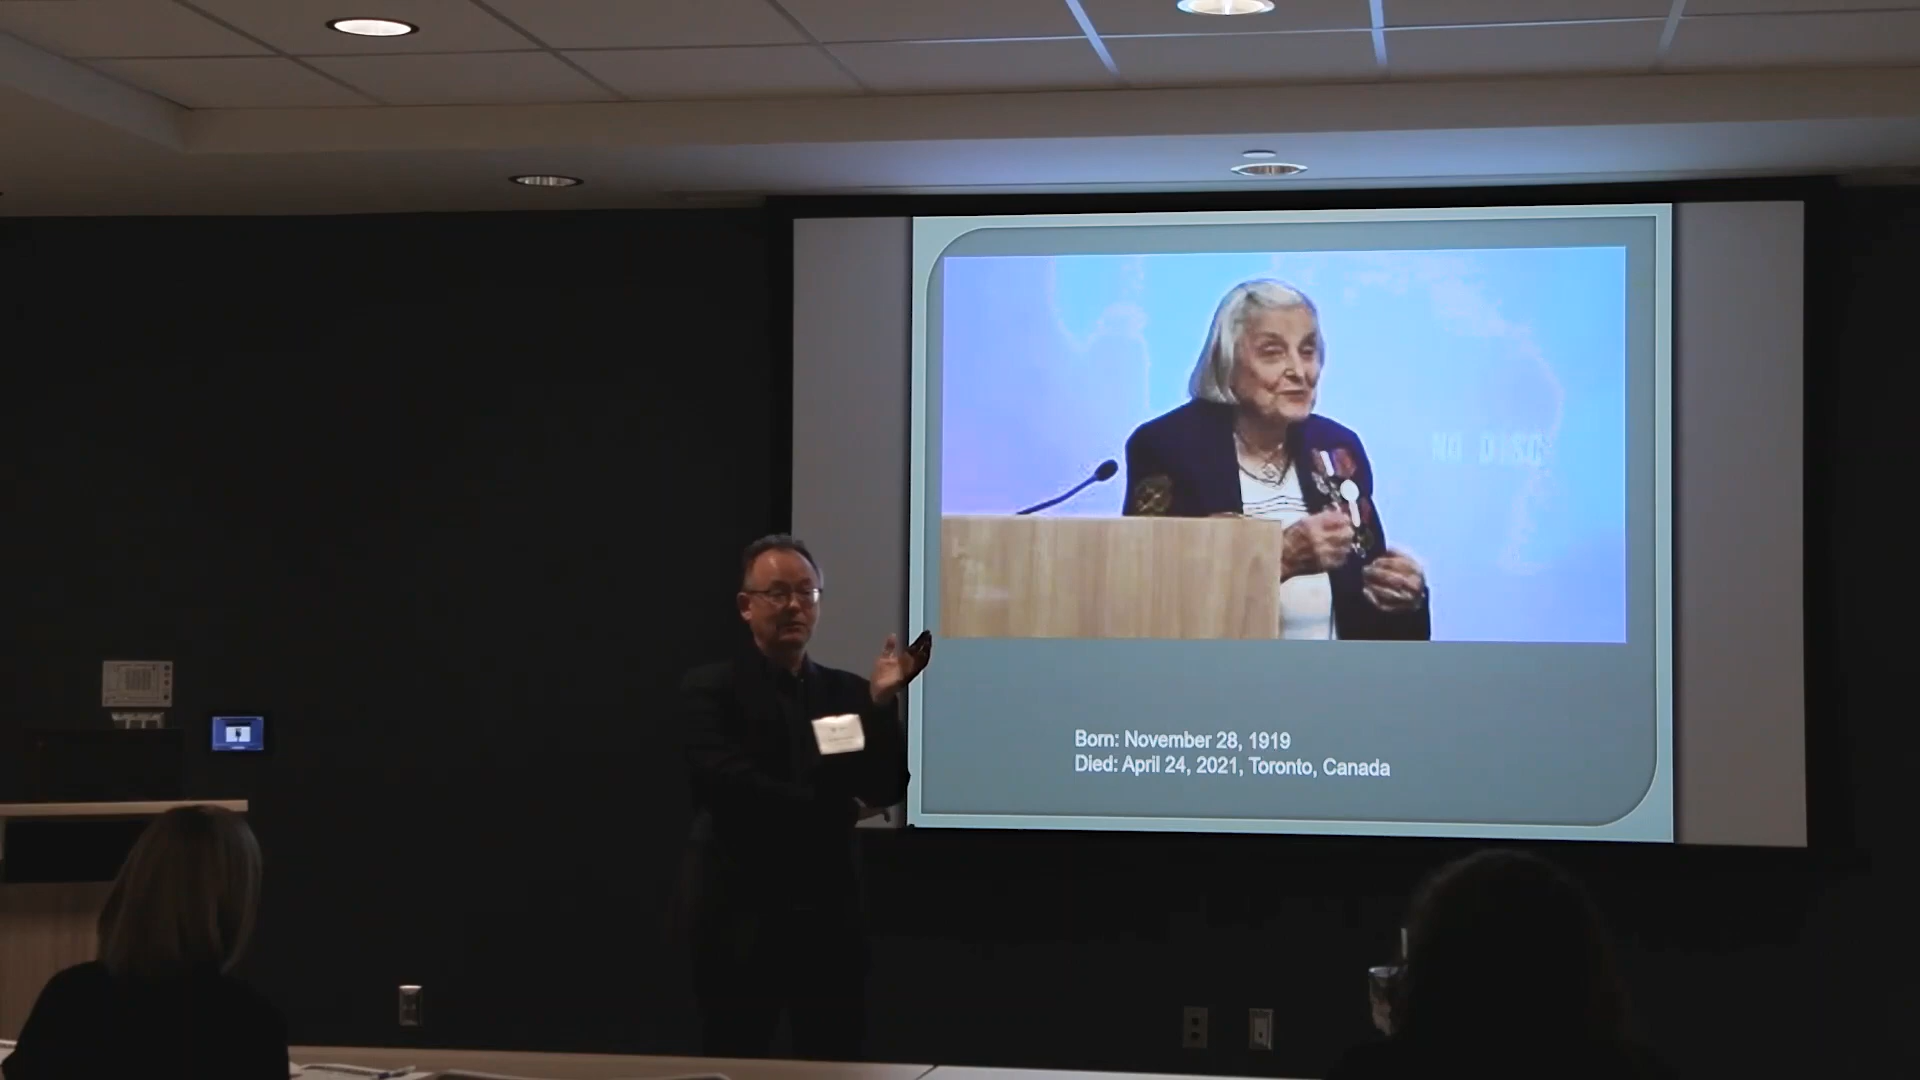 NO DISC
Born: November 28, 1919
Died: April 24, 2021, Toronto, Canada